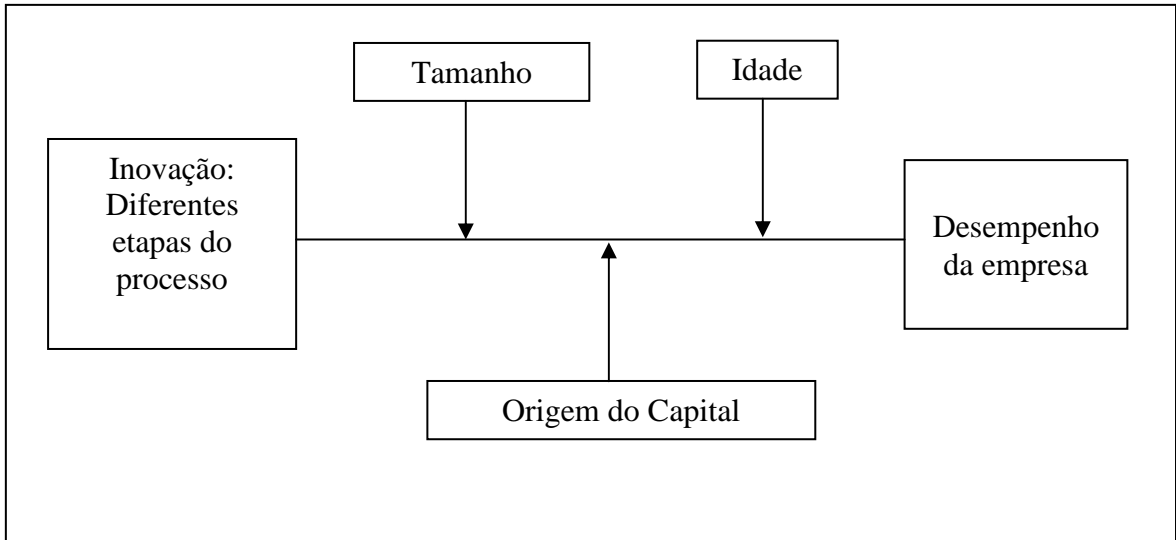 Tamanho
Idade
Inovação:
Diferentes
etapas do
processo
Desempenho
da empresa
Origem do Capital